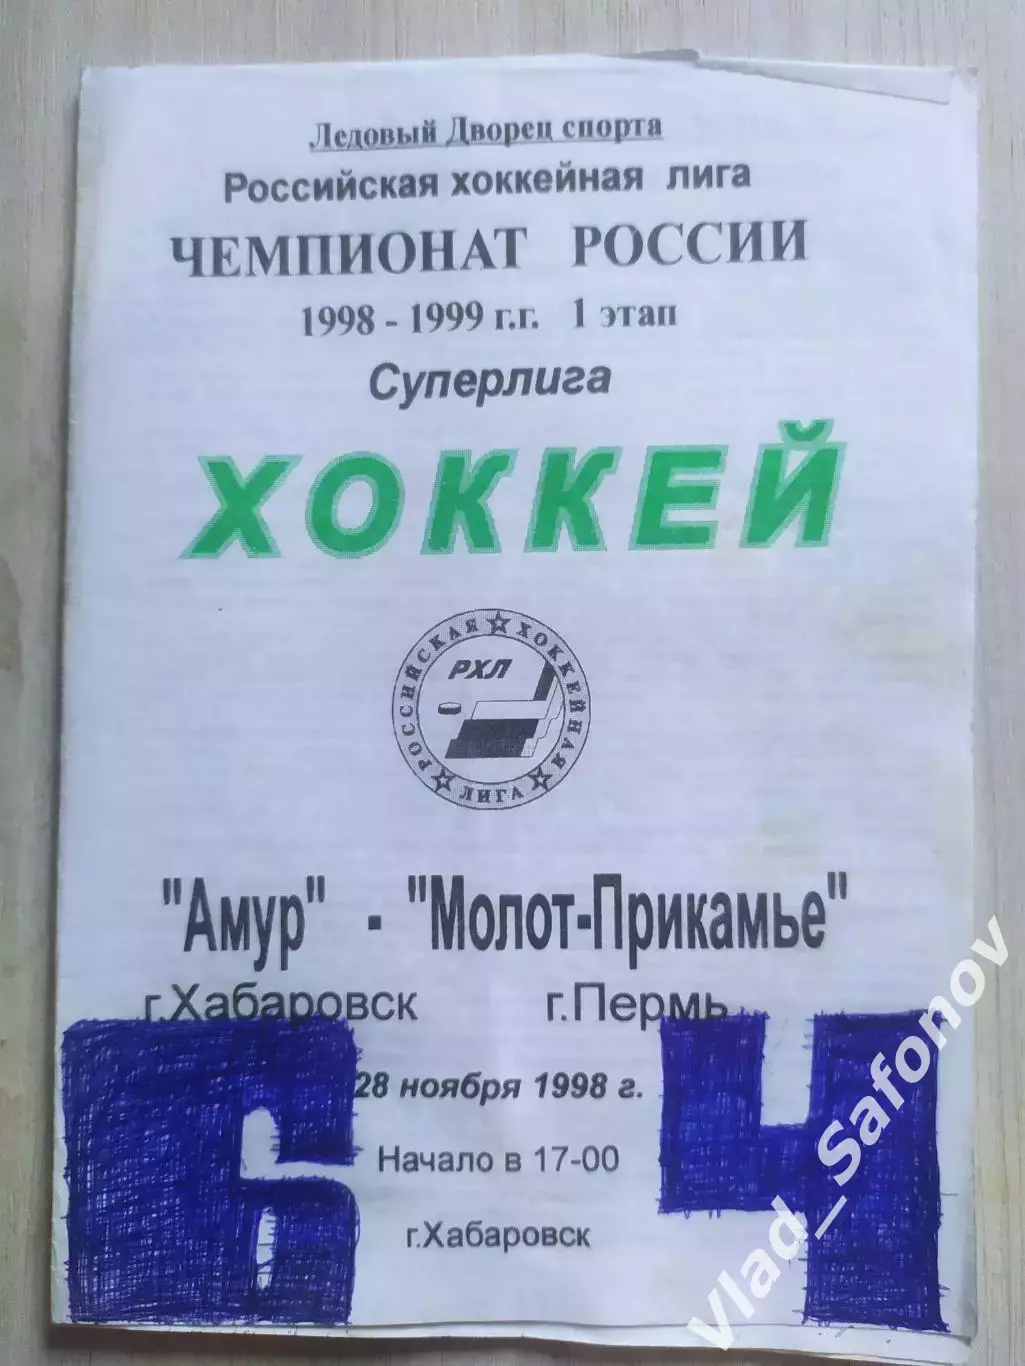 Ледовый Дворец спорта
Российская хоккейная лига
ЧЕМПИОНАТ РОССИИ
1998 - 1999 г.г. 1 этап
Суперлига
ХОККЕЙ
РОССИЙСКАЯ ХОККЕЙНАЯ ЛИГА
РХЛ
"Амур" - "Молот-Прикамье"
г.Хабаровск г.Пермь
28 ноября 1998 г.
Начало в 17-00
г.Хабаровск
6 4
Vlad_Safonov